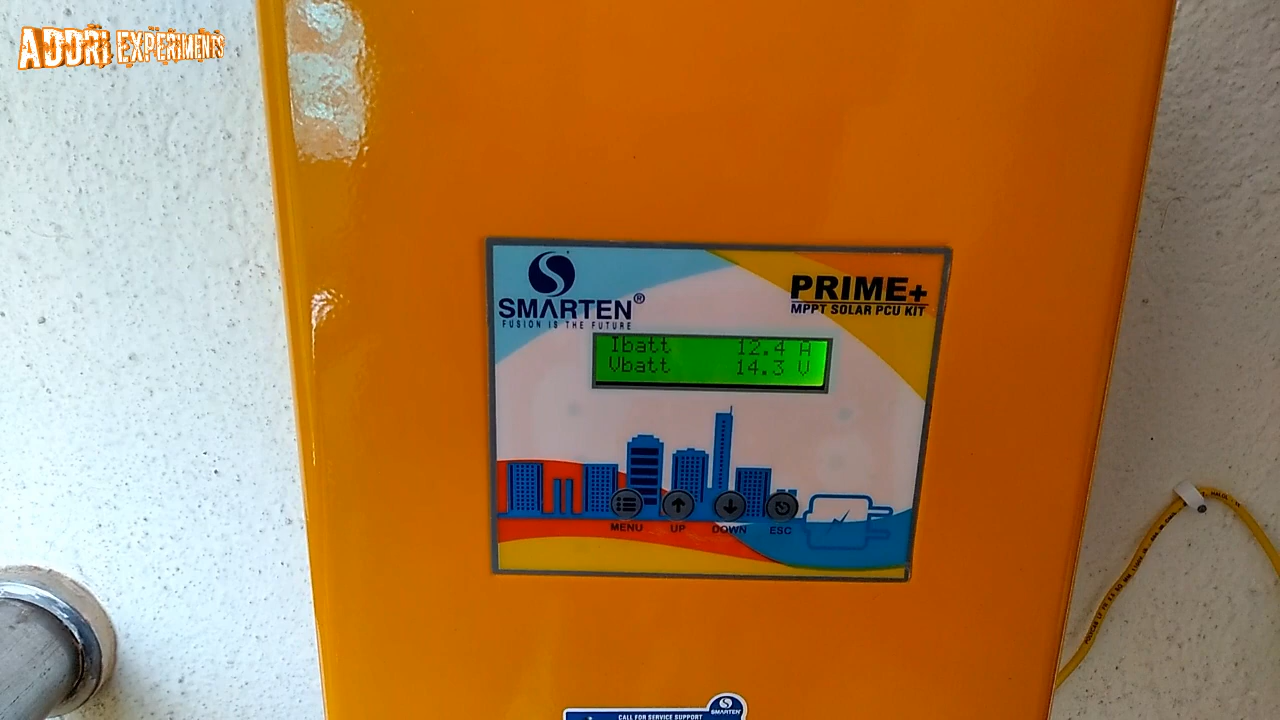 ADDRI EXPERIMENTS
SMARTEN®
FUSION IS THE FUTURE
PRIME+
MPPT SOLAR PCU KIT
Ibatt 12.4 A
Vbatt 14.3 V
MENU UP DOWN ESC
SMARTEN
CALL FOR SERVICE SUPPORT